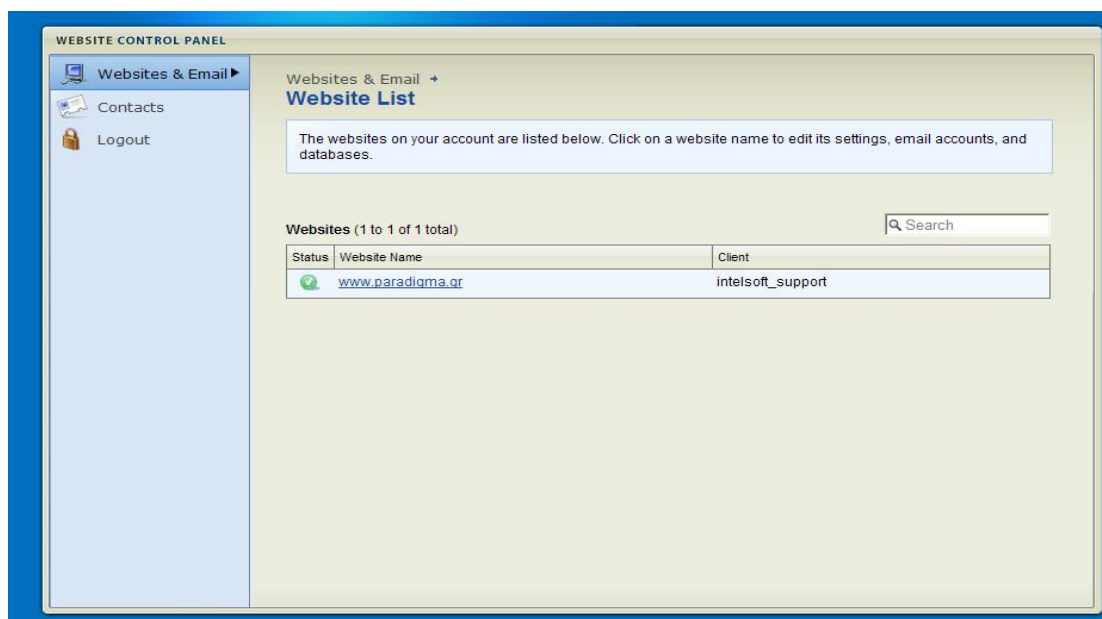 WEBSITE CONTROL PANEL
Websites & Email
Contacts
Logout
Websites & Email
Website List
The websites on your account are listed below. Click on a website name to edit its settings, email accounts, and
databases.
Websites (1 to 1 of 1 total)
Search
Status Website Name Client
www.paradigma.gr intelsoft_support